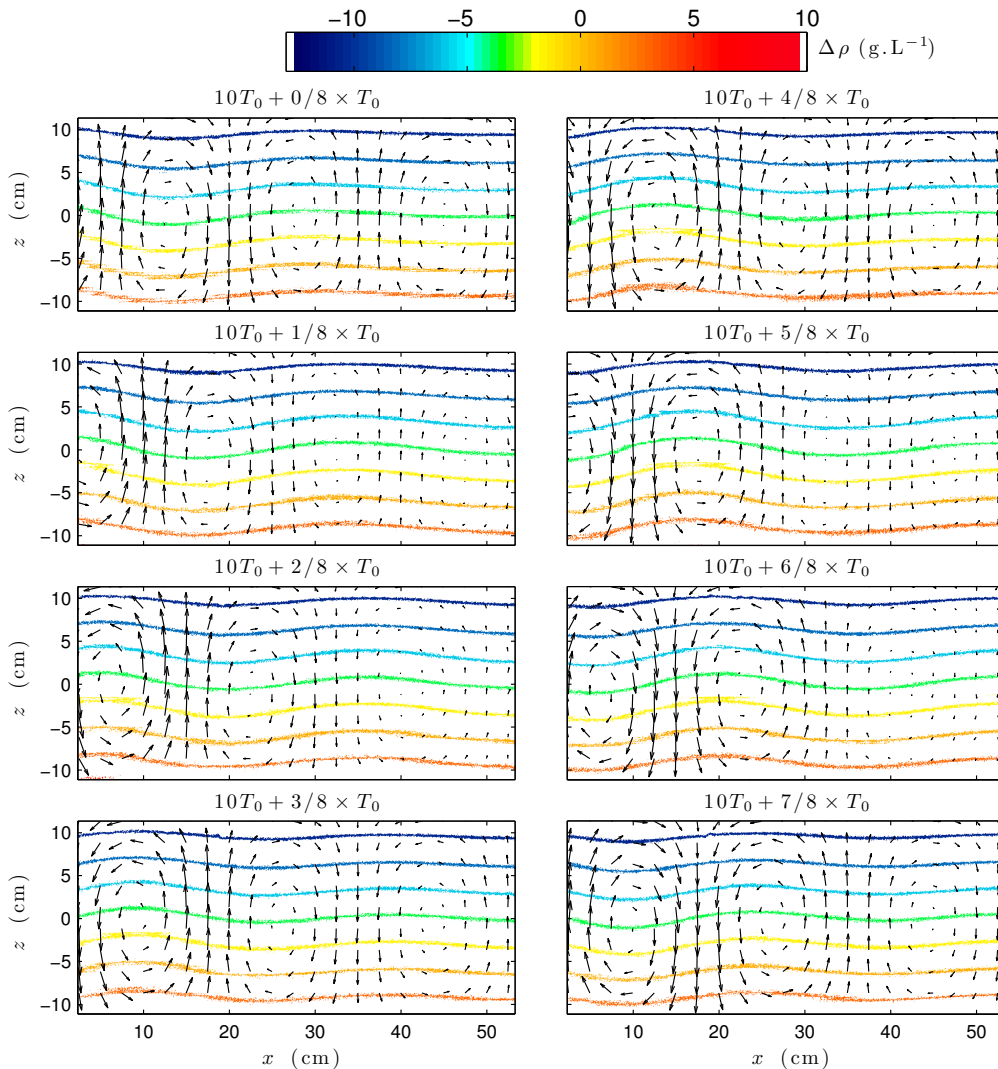 −10 −5 0 5 10
Δρ (g.L⁻¹)
10T₀ + 0/8 × T₀ 10T₀ + 4/8 × T₀
10
5
0
−5
−10
z (cm)
10T₀ + 1/8 × T₀ 10T₀ + 5/8 × T₀
10
5
0
−5
−10
z (cm)
10T₀ + 2/8 × T₀ 10T₀ + 6/8 × T₀
10
5
0
−5
−10
z (cm)
10T₀ + 3/8 × T₀ 10T₀ + 7/8 × T₀
10
5
0
−5
−10
z (cm)
10 20 30 40 50 10 20 30 40 50
x (cm) x (cm)